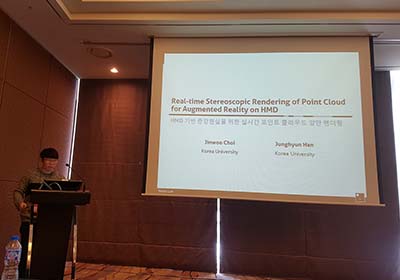 Real-time Stereoscopic Rendering of Point Cloud
for Augmented Reality on HMD
HMD 기반 증강현실을 위한 실시간 포인트 클라우드 양안 렌더링
Jinwoo Choi
Korea University
Junghyun Han
Korea University